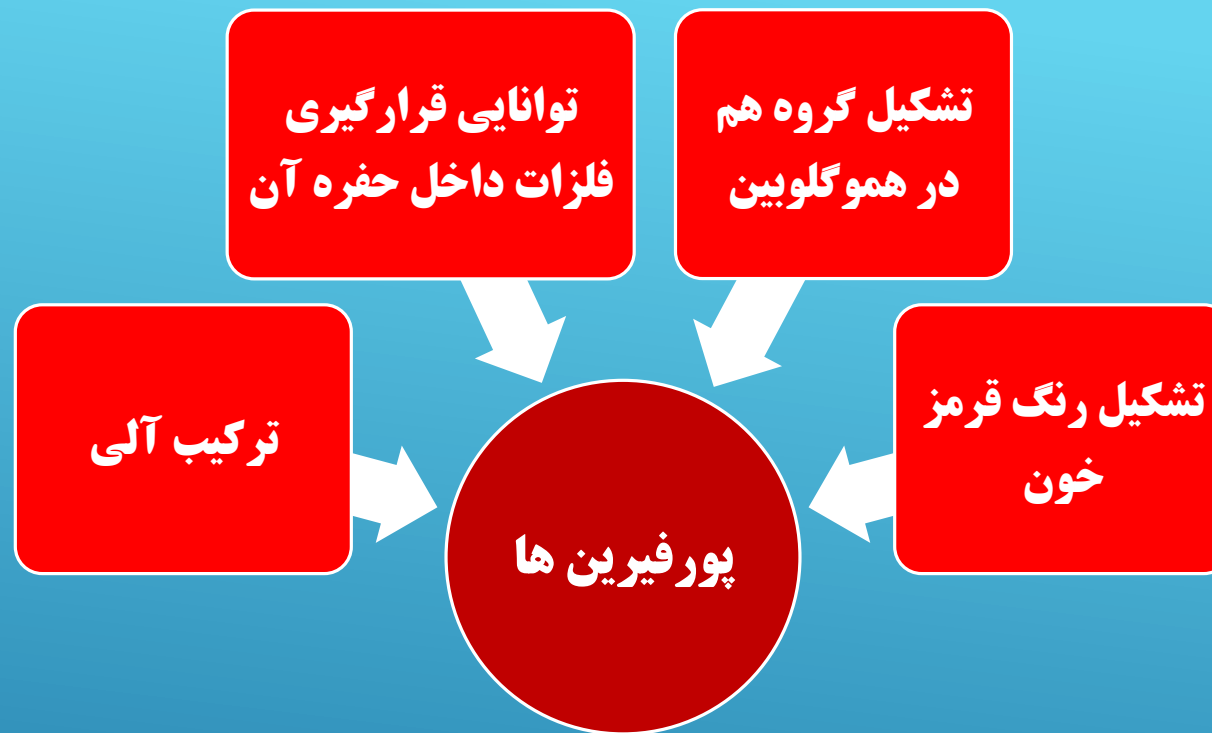 تشکیل گروه هم
در هموگلوبین
توانایی قرارگیری
فلزات داخل حفره آن
تشکیل رنگ قرمز
خون
ترکیب آلی
پورفیرین ها